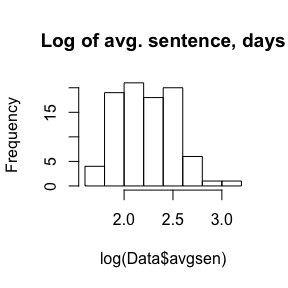 Log of avg. sentence, days
Frequency
15
5
0
2.0 2.5 3.0
log(Data$avgsen)